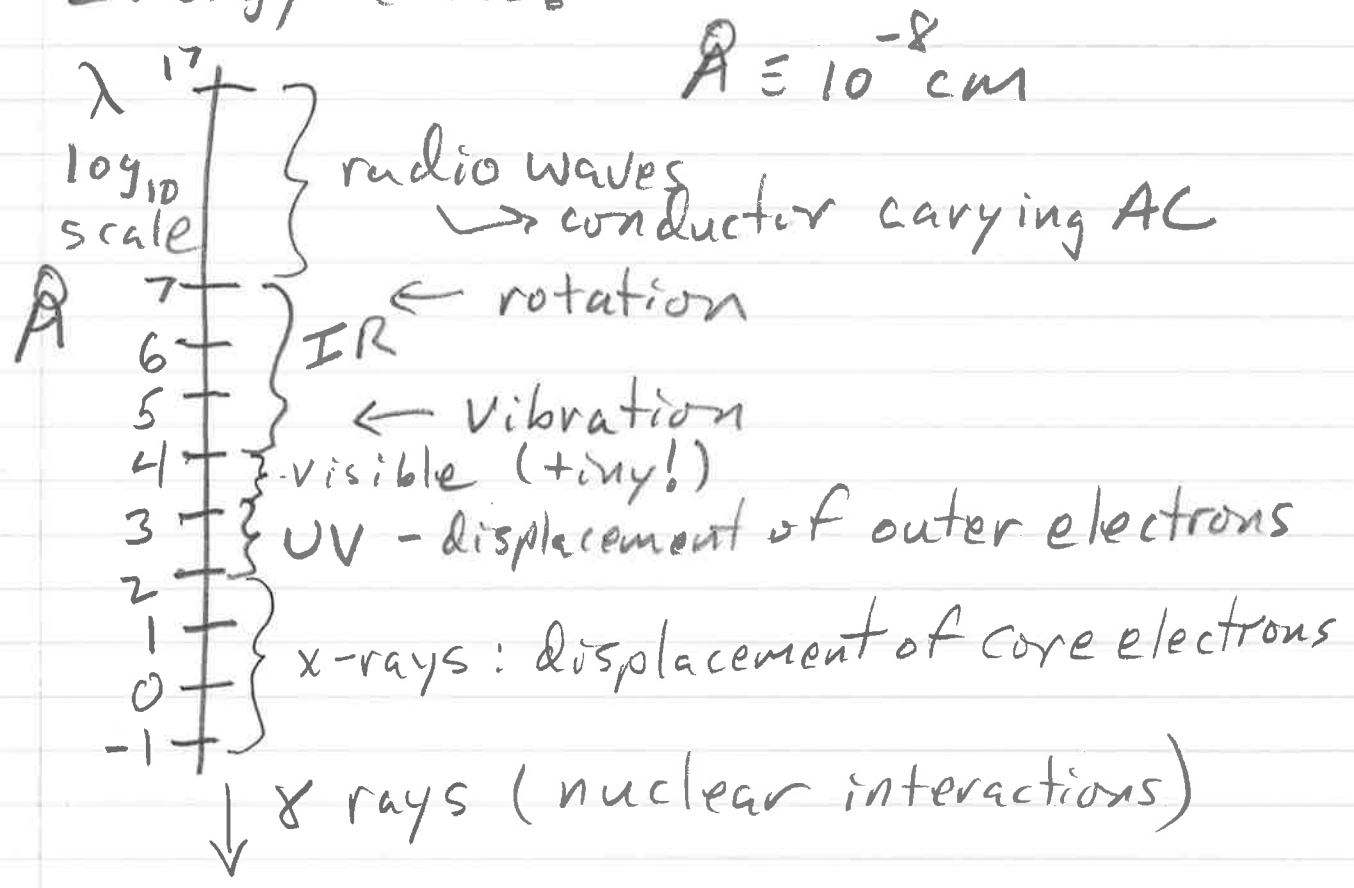 Å ≡ 10⁻⁸ cm
λ 17
log₁₀
scale
radio waves
↳ conductor carying AC
Å 7
← rotation
6 IR
5 ← vibration
4 visible (tiny!)
3 UV - displacement of outer electrons
2
1 x-rays: displacement of core electrons
0
-1
↓ γ rays (nuclear interactions)